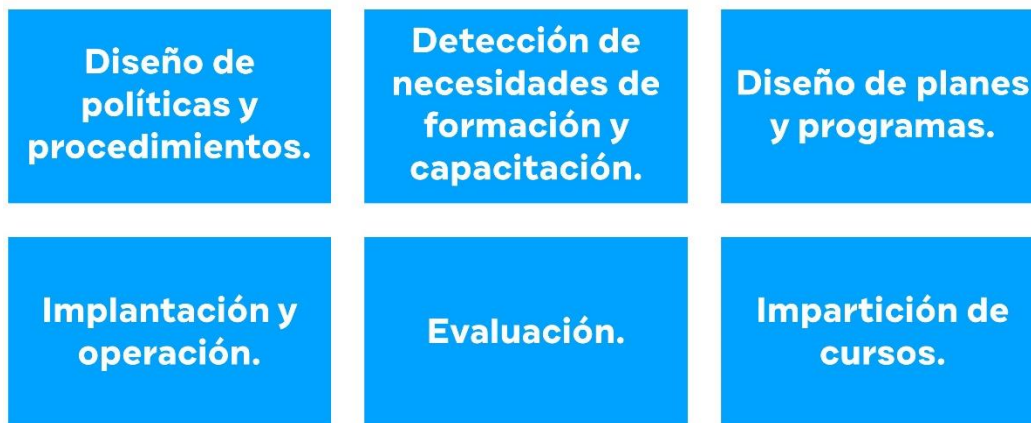 Diseño de
políticas y
procedimientos.
Detección de
necesidades de
formación y
capacitación.
Diseño de planes
y programas.
Implantación y
operación.
Evaluación.
Impartición de
cursos.